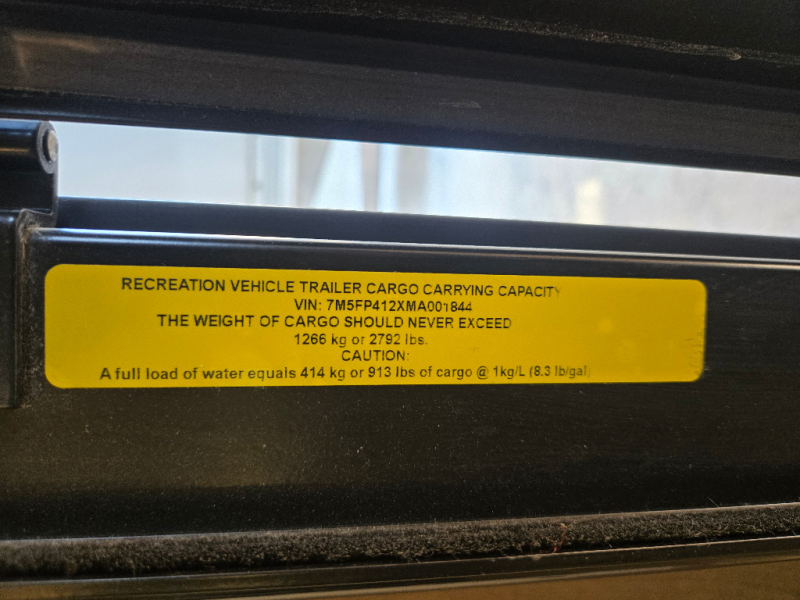 RECREATION VEHICLE TRAILER CARGO CARRYING CAPACITY
VIN: 7M5FP412XMA001844
THE WEIGHT OF CARGO SHOULD NEVER EXCEED
1266 kg or 2792 lbs.
CAUTION:
A full load of water equals 414 kg or 913 lbs of cargo @ 1kg/L (8.3 lb/gal)